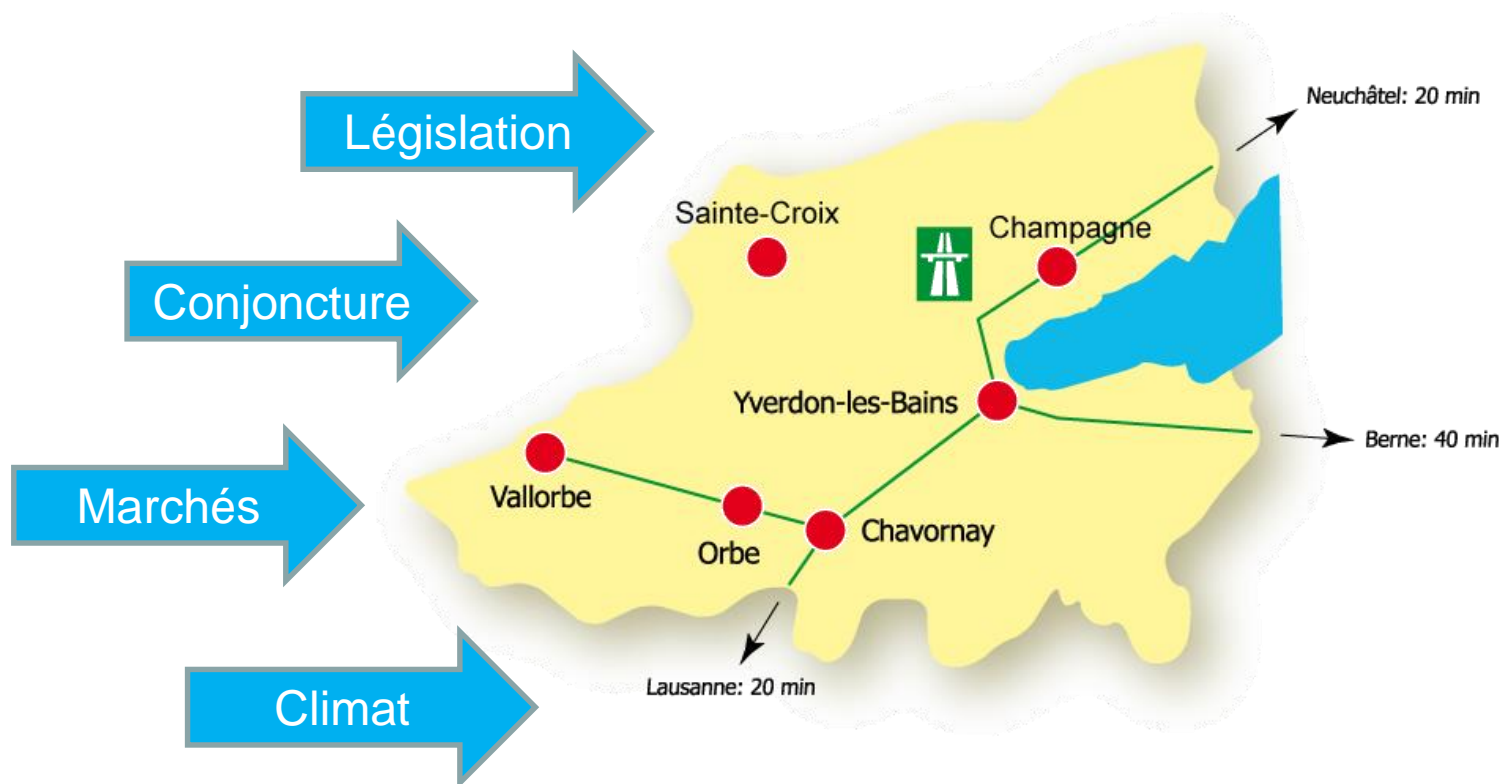 Législation
Neuchâtel: 20 min
Sainte-Croix
Champagne
Conjoncture
Yverdon-les-Bains
Berne: 40 min
Marchés
Vallorbe
Orbe
Chavornay
Lausanne: 20 min
Climat